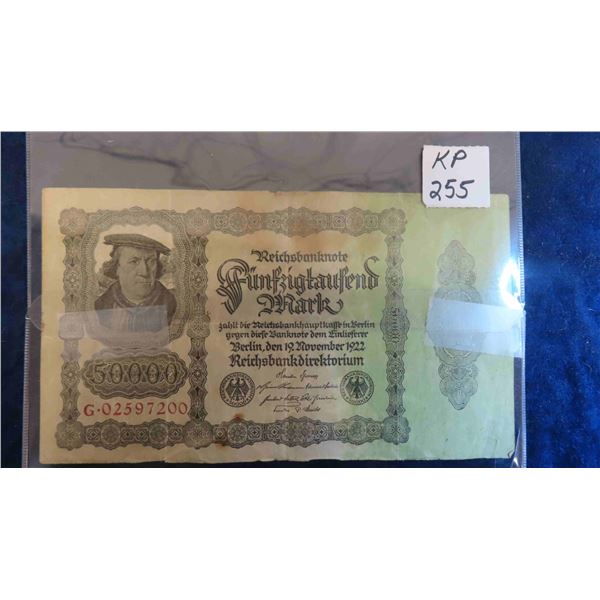 KP
255
Reichsbanknote
Fünfzigtausend
Mark
zahlt die Reichsbankhauptkasse in Berlin
gegen diese Banknote dem Einlieferer
Berlin, den 19. November 1922
Reichsbankdirektorium
50000
G·02597200